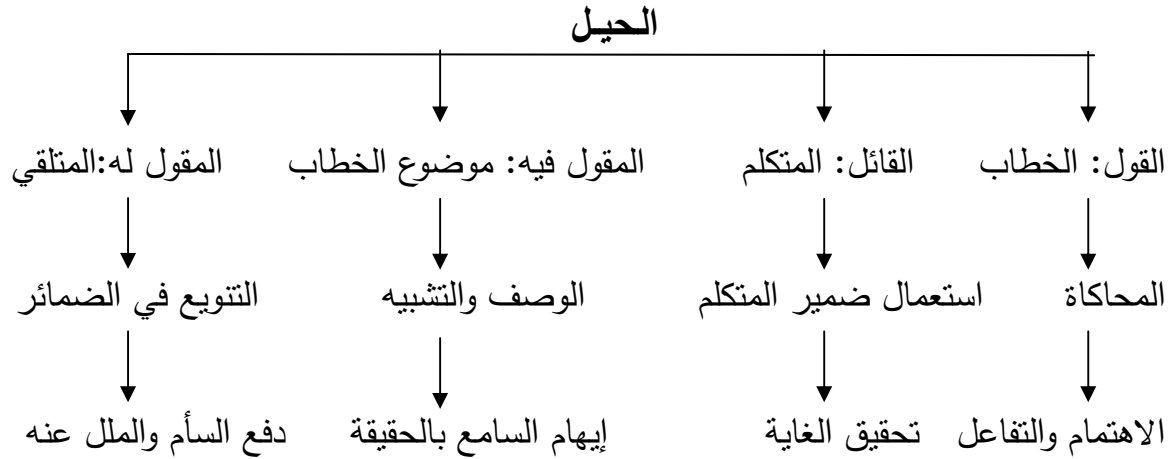 الحيل
القول: الخطاب القائل: المتكلم المقول فيه: موضوع الخطاب المقول له:المتلقي
المحاكاة استعمال ضمير المتكلم الوصف والتشبيه التنويع في الضمائر
الاهتمام والتفاعل تحقيق الغاية إيهام السامع بالحقيقة دفع السأم والملل عنه